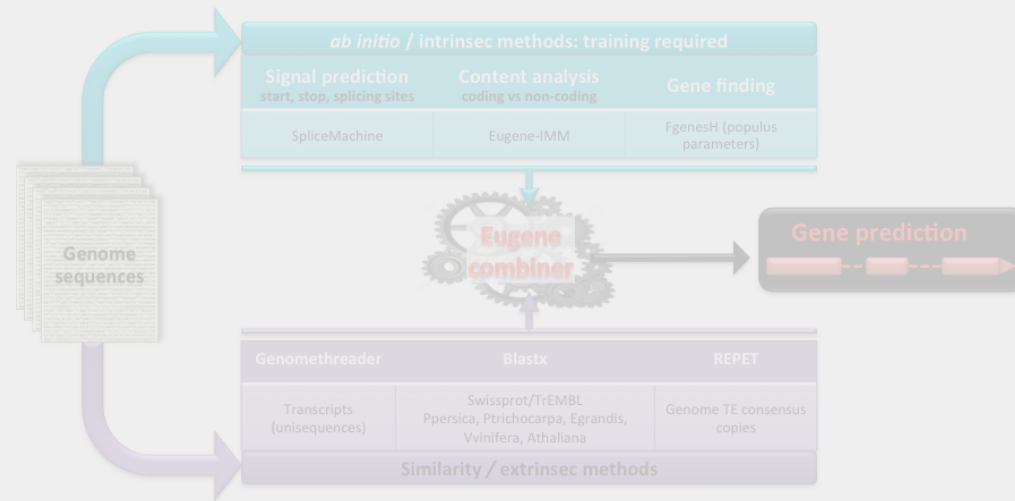 ab initio / intrinsec methods: training required
Signal prediction
start, stop, splicing sites
Content analysis
coding vs non-coding
Gene finding
SpliceMachine
Eugene-IMM
FgenesH (populus
parameters)
Genome
sequences
Eugene
combiner
Gene prediction
Genomethreader
Blastx
REPET
Transcripts
(unisequences)
Swissprot/TrEMBL
Ppersica, Ptrichocarpa, Egrandis,
Vvinifera, Athaliana
Genome TE consensus
copies
Similarity / extrinsec methods